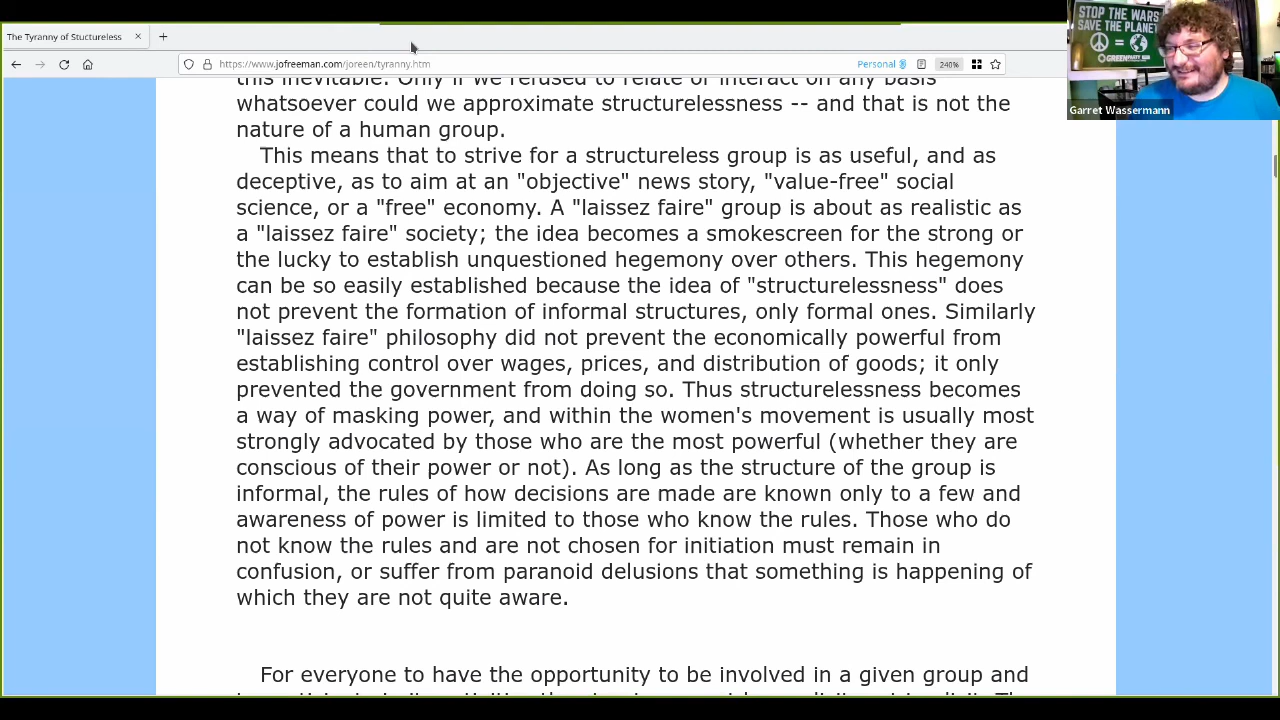 The Tyranny of Stuctureless
https://www.jofreeman.com/joreen/tyranny.htm
Personal
240%
STOP THE WARS
SAVE THE PLANET
=
GREEN PARTY
Garret Wassermann
this inevitable. Only if we refused to relate or interact on any basis
whatsoever could we approximate structurelessness -- and that is not the
nature of a human group.
This means that to strive for a structureless group is as useful, and as
deceptive, as to aim at an "objective" news story, "value-free" social
science, or a "free" economy. A "laissez faire" group is about as realistic as
a "laissez faire" society; the idea becomes a smokescreen for the strong or
the lucky to establish unquestioned hegemony over others. This hegemony
can be so easily established because the idea of "structurelessness" does
not prevent the formation of informal structures, only formal ones. Similarly
"laissez faire" philosophy did not prevent the economically powerful from
establishing control over wages, prices, and distribution of goods; it only
prevented the government from doing so. Thus structurelessness becomes
a way of masking power, and within the women's movement is usually most
strongly advocated by those who are the most powerful (whether they are
conscious of their power or not). As long as the structure of the group is
informal, the rules of how decisions are made are known only to a few and
awareness of power is limited to those who know the rules. Those who do
not know the rules and are not chosen for initiation must remain in
confusion, or suffer from paranoid delusions that something is happening of
which they are not quite aware.
For everyone to have the opportunity to be involved in a given group and